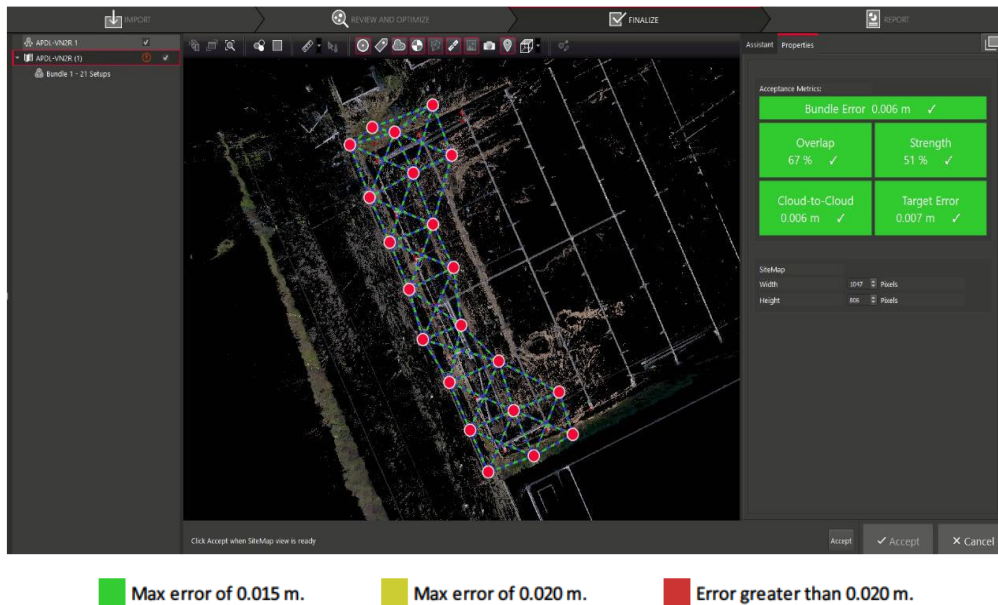 IMPORT
REVIEW AND OPTIMIZE
FINALIZE
REPORT
APDL-VN2R 1
APDL-VN2R (1)
Bundle 1 - 21 Setups
Assistant Properties
Acceptance Metrics:
Bundle Error 0.006 m ✓
Overlap
67 % ✓
Strength
51 % ✓
Cloud-to-Cloud
0.006 m ✓
Target Error
0.007 m ✓
SiteMap
Width 1047 Pixels
Height 806 Pixels
Click Accept when SiteMap view is ready
Accept
✓ Accept
✕ Cancel
Max error of 0.015 m.
Max error of 0.020 m.
Error greater than 0.020 m.